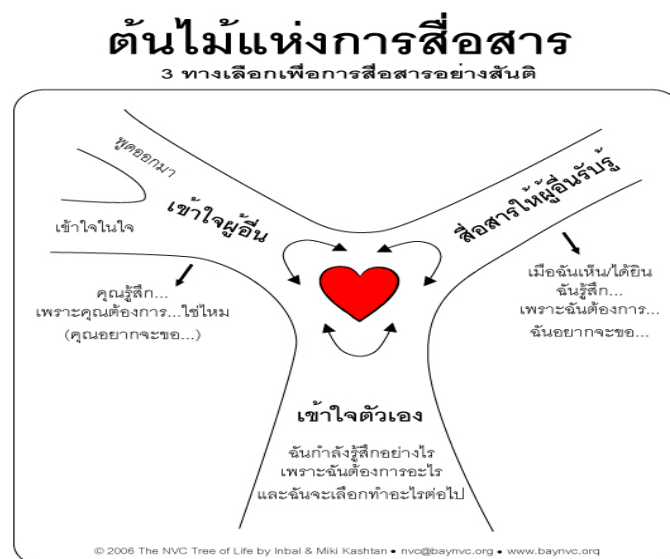 ต้นไม้แห่งการสื่อสาร
3 ทางเลือกเพื่อการสื่อสารอย่างสันติ
พูดออกมา
เข้าใจในใจ
เข้าใจผู้อื่น
คุณรู้สึก...
เพราะคุณต้องการ...ใช่ไหม
(คุณอยากจะขอ...)
สื่อสารให้ผู้อื่นรับรู้
เมื่อฉันเห็น/ได้ยิน
ฉันรู้สึก...
เพราะฉันต้องการ...
ฉันอยากจะขอ...
เข้าใจตัวเอง
ฉันกำลังรู้สึกอย่างไร
เพราะฉันต้องการอะไร
และฉันจะเลือกทำอะไรต่อไป
© 2006 The NVC Tree of Life by Inbal & Miki Kashtan • nvc@baynvc.org • www.baynvc.org